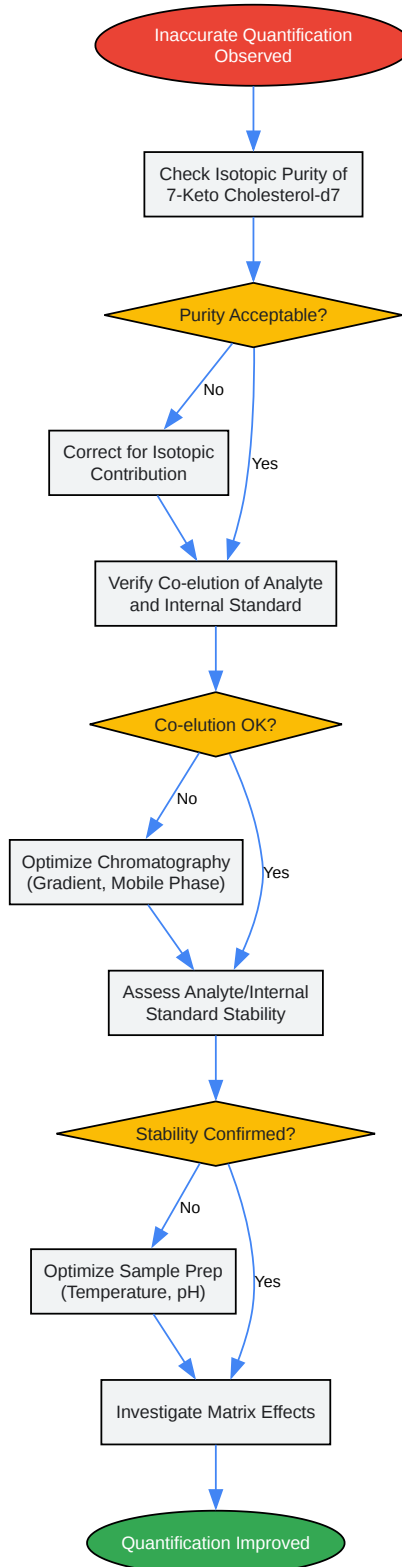 Inaccurate Quantification
Observed
Check Isotopic Purity of
7-Keto Cholesterol-d7
Purity Acceptable?
No
Yes
Correct for Isotopic
Contribution
Verify Co-elution of Analyte
and Internal Standard
Co-elution OK?
No
Yes
Optimize Chromatography
(Gradient, Mobile Phase)
Assess Analyte/Internal
Standard Stability
Stability Confirmed?
No
Yes
Optimize Sample Prep
(Temperature, pH)
Investigate Matrix Effects
Quantification Improved